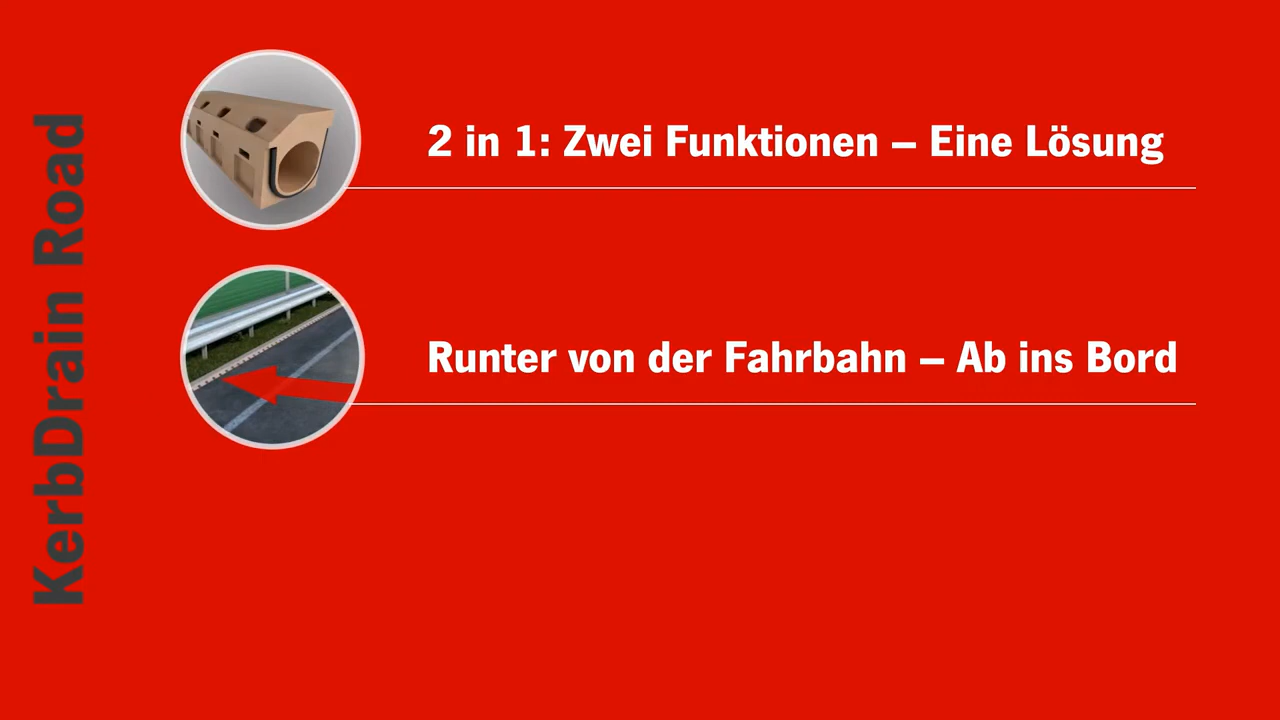 KerbDrain Road
2 in 1: Zwei Funktionen – Eine Lösung
Runter von der Fahrbahn – Ab ins Bord